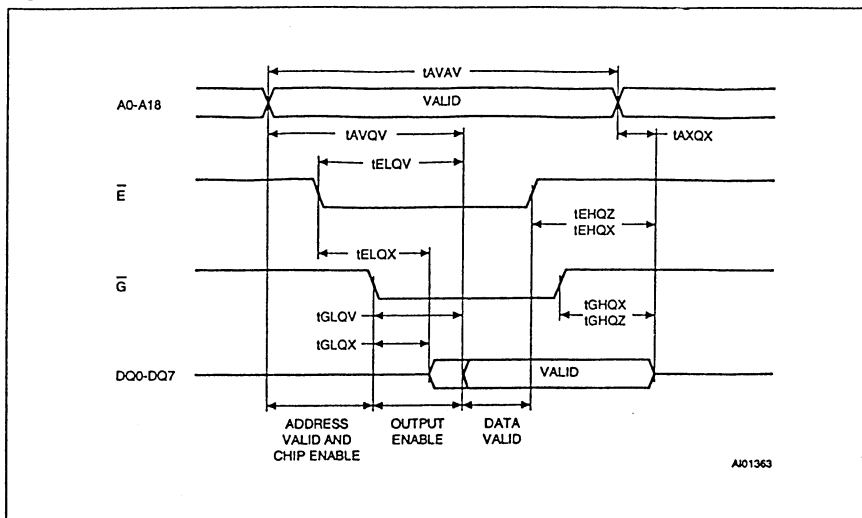 tAVAV
A0-A18
VALID
tAVQV
tAXQX
tELQV
E
tEHQZ
tEHQX
tELQX
G
tGLQV
tGHQX
tGHQZ
tGLQX
DQ0-DQ7
VALID
ADDRESS
VALID AND
CHIP ENABLE
OUTPUT
ENABLE
DATA
VALID
AI01363